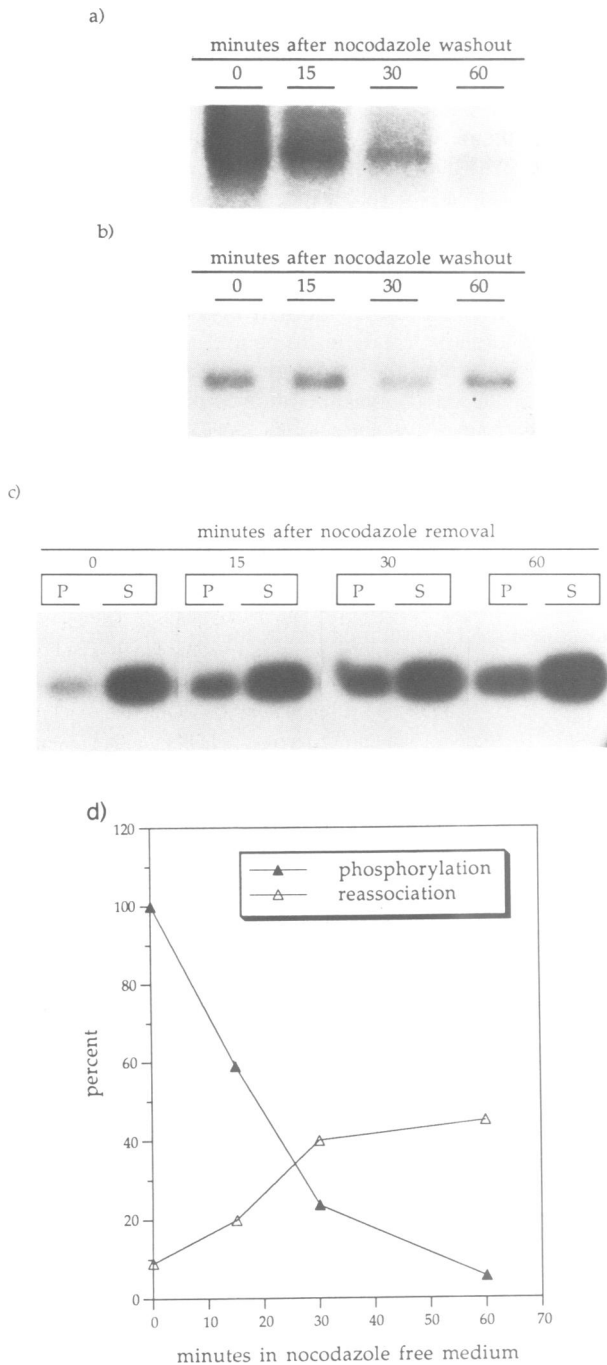 a)
minutes after nocodazole washout
0 15 30 60
b)
minutes after nocodazole washout
0 15 30 60
c)
minutes after nocodazole removal
0 15 30 60
P S P S P S P S
d)
phosphorylation
reassociation
120
100
80
60
40
20
0
percent
0 10 20 30 40 50 60 70
minutes in nocodazole free medium